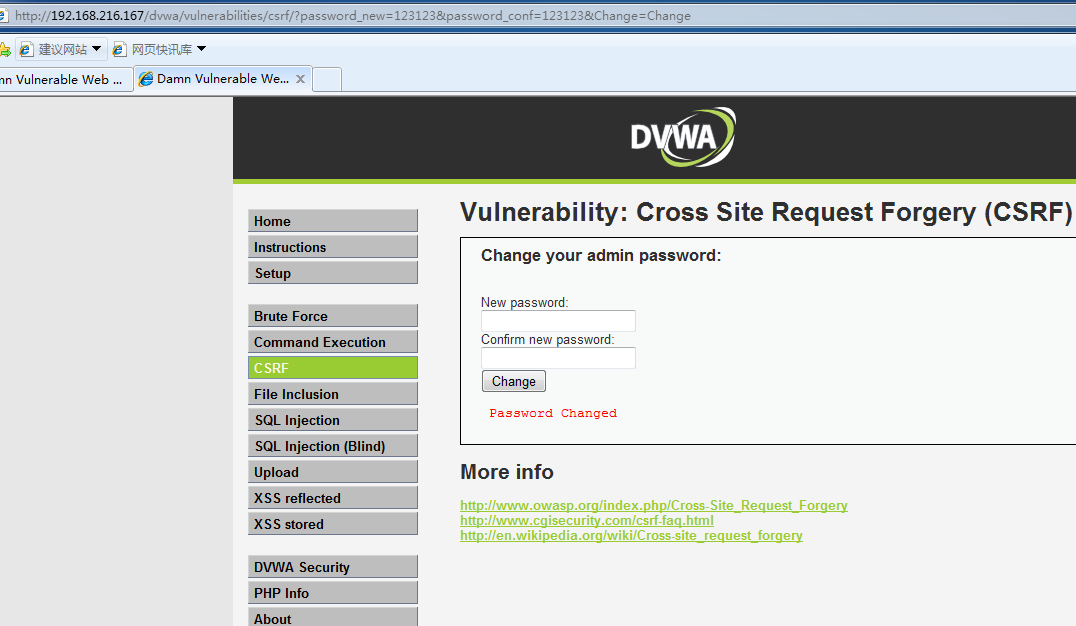 http://192.168.216.167/dvwa/vulnerabilities/csrf/?password_new=123123&password_conf=123123&Change=Change
建议网站 网页快讯库
mn Vulnerable Web ... Damn Vulnerable We...
DVWA
Home
Instructions
Setup
Brute Force
Command Execution
CSRF
File Inclusion
SQL Injection
SQL Injection (Blind)
Upload
XSS reflected
XSS stored
DVWA Security
PHP Info
About
Vulnerability: Cross Site Request Forgery (CSRF)
Change your admin password:
New password:
Confirm new password:
Change
Password Changed
More info
http://www.owasp.org/index.php/Cross-Site_Request_Forgery
http://www.cgisecurity.com/csrf-faq.html
http://en.wikipedia.org/wiki/Cross-site_request_forgery